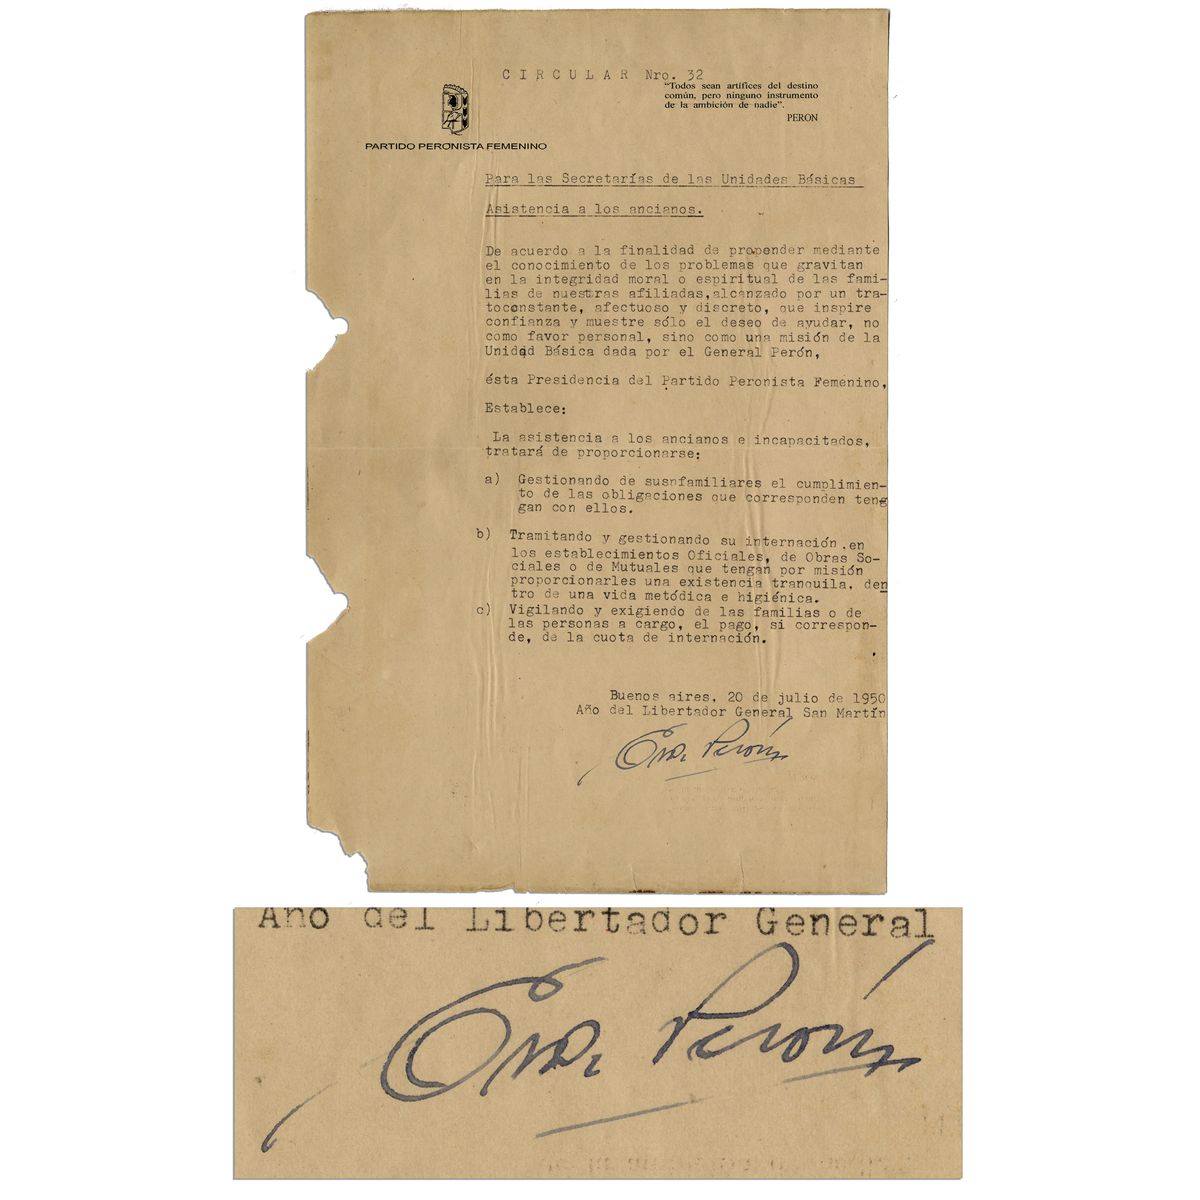 CIRCULAR Nro. 32
"Todos sean artífices del destino
común, pero ninguno instrumento
de la ambición de nadie".
PERON
PARTIDO PERONISTA FEMENINO
Para las Secretarías de las Unidades Básicas
Asistencia a los ancianos.
De acuerdo a la finalidad de propender mediante
el conocimiento de los problemas que gravitan
en la integridad moral o espiritual de las fami-
lias de nuestras afiliadas,alcanzado por un tra-
toconstante, afectuoso y discreto, que inspire
confianza y muestre sólo el deseo de ayudar, no
como favor personal, sino como una misión de la
Unidad Básica dada por el General Perón,
ésta Presidencia del Partido Peronista Femenino,
Establece:
La asistencia a los ancianos e incapacitados,
tratará de proporcionarse:
a) Gestionando de susnfamiliares el cumplimien-
to de las obligaciones que corresponden teng
gan con ellos.
b) Tramitando y gestionando su internación en
los establecimientos Oficiales, de Obras So-
ciales o de Mutuales que tengan por misión
proporcionarles una existencia tranquila, den
tro de una vida metódica e higiénica.
c) Vigilando y exigiendo de las familias o de
las personas a cargo, el pago, si correspon-
de, de la cuota de internación.
Buenos aires, 20 de julio de 1950
Año del Libertador General San Martín
Eva Perón
Año del Libertador General
Eva Perón